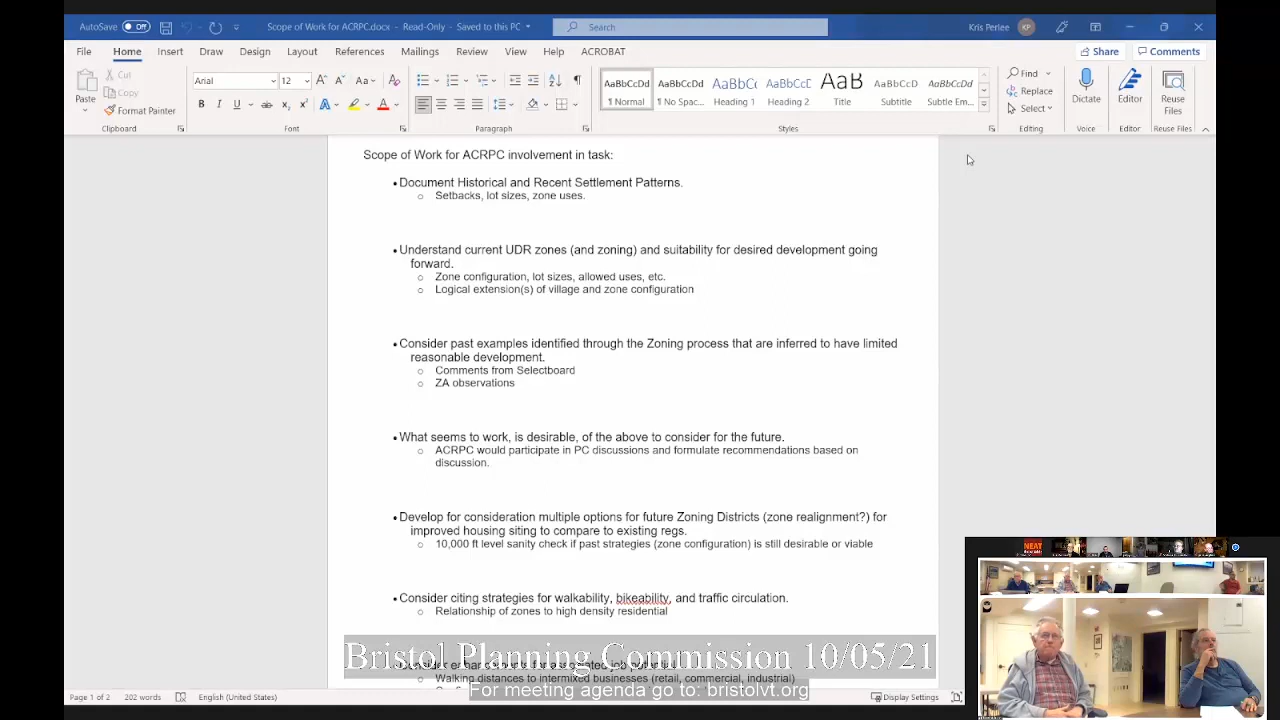 AutoSave Off Scope of Work for ACRPC.docx - Read-Only - Saved to this PC Search Kris Perlee KP
File Home Insert Draw Design Layout References Mailings Review View Help ACROBAT Share Comments
Paste Cut Copy Format Painter
Arial 12
AaBbCcDd AaBbCcDd AaBbCc AaBbCcD AaB AaBbCcD AaBbCcDd
¶ Normal ¶ No Spac... Heading 1 Heading 2 Title Subtitle Subtle Em...
Find Replace Select Dictate Editor Reuse Files
Clipboard Font Paragraph Styles Editing Voice Editor Reuse Files
Scope of Work for ACRPC involvement in task:
• Document Historical and Recent Settlement Patterns.
o Setbacks, lot sizes, zone uses.
• Understand current UDR zones (and zoning) and suitability for desired development going
forward.
o Zone configuration, lot sizes, allowed uses, etc.
o Logical extension(s) of village and zone configuration
• Consider past examples identified through the Zoning process that are inferred to have limited
reasonable development.
o Comments from Selectboard
o ZA observations
• What seems to work, is desirable, of the above to consider for the future.
o ACRPC would participate in PC discussions and formulate recommendations based on
discussion.
• Develop for consideration multiple options for future Zoning Districts (zone realignment?) for
improved housing siting to compare to existing regs.
o 10,000 ft level sanity check if past strategies (zone configuration) is still desirable or viable
• Consider citing strategies for walkability, bikeability, and traffic circulation.
o Relationship of zones to high density residential
Bristol Planning Commission 10/05/21
Walking distances to intermixed businesses (retail, commercial, industrial)
For meeting agenda go to: bristolvt.org
Page 1 of 2 202 words English (United States) Display Settings
NEAT